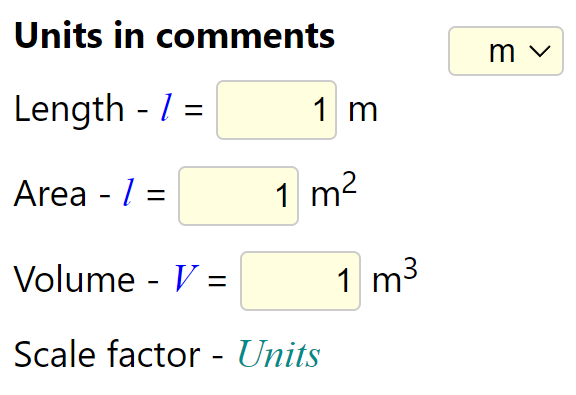 Units in comments
m
Length - l = 1 m
Area - l = 1 m²
Volume - V = 1 m³
Scale factor - Units